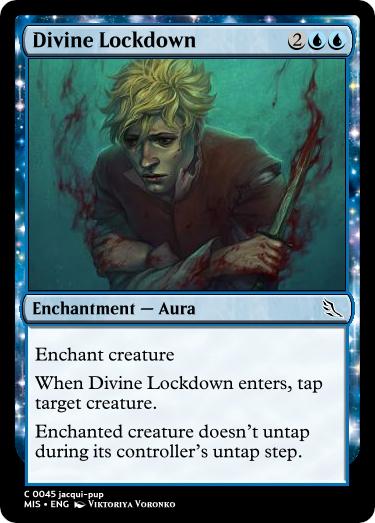 Divine Lockdown 2
Enchantment — Aura
Enchant creature
When Divine Lockdown enters, tap
target creature.
Enchanted creature doesn't untap
during its controller's untap step.
C 0045 jacqui-pup
MIS • ENG Viktoriya Voronko